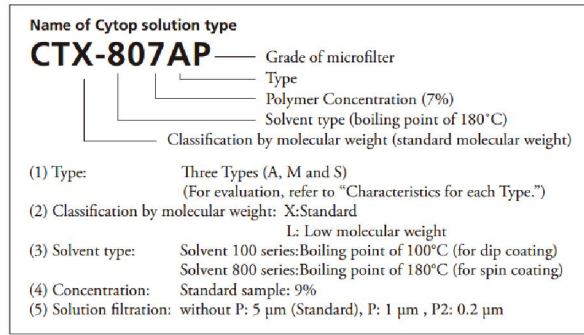 Name of Cytop solution type
CTX-807AP
Grade of microfilter
Type
Polymer Concentration (7%)
Solvent type (boiling point of 180˚C)
Classification by molecular weight (standard molecular weight)
(1) Type: Three Types (A, M and S)
(For evaluation, refer to “Characteristics for each Type.”)
(2) Classification by molecular weight: X:Standard
L: Low molecular weight
(3) Solvent type: Solvent 100 series:Boiling point of 100˚C (for dip coating)
Solvent 800 series:Boiling point of 180˚C (for spin coating)
(4) Concentration: Standard sample: 9%
(5) Solution filtration: without P: 5 μm (Standard), P: 1 μm , P2: 0.2 μm